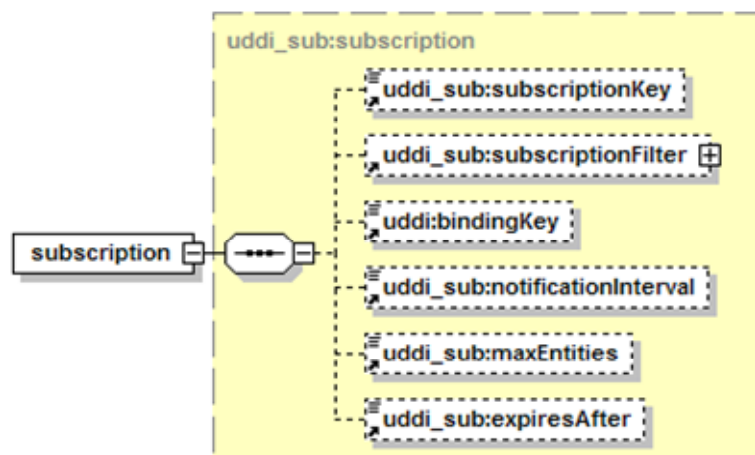 uddi_sub:subscription
uddi_sub:subscriptionKey
uddi_sub:subscriptionFilter
uddi:bindingKey
subscription
uddi_sub:notificationInterval
uddi_sub:maxEntities
uddi_sub:expiresAfter